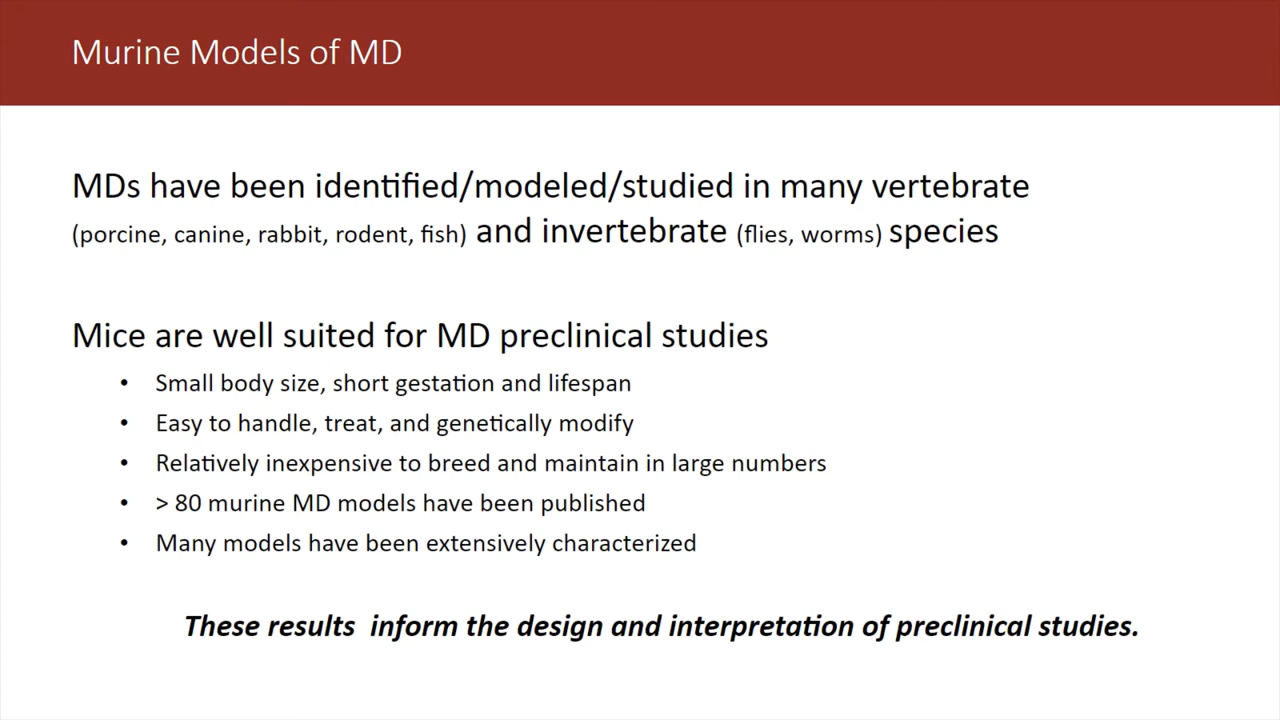 Murine Models of MD
MDs have been identified/modeled/studied in many vertebrate
(porcine, canine, rabbit, rodent, fish) and invertebrate (flies, worms) species
Mice are well suited for MD preclinical studies
• Small body size, short gestation and lifespan
• Easy to handle, treat, and genetically modify
• Relatively inexpensive to breed and maintain in large numbers
• > 80 murine MD models have been published
• Many models have been extensively characterized
These results  inform the design and interpretation of preclinical studies.